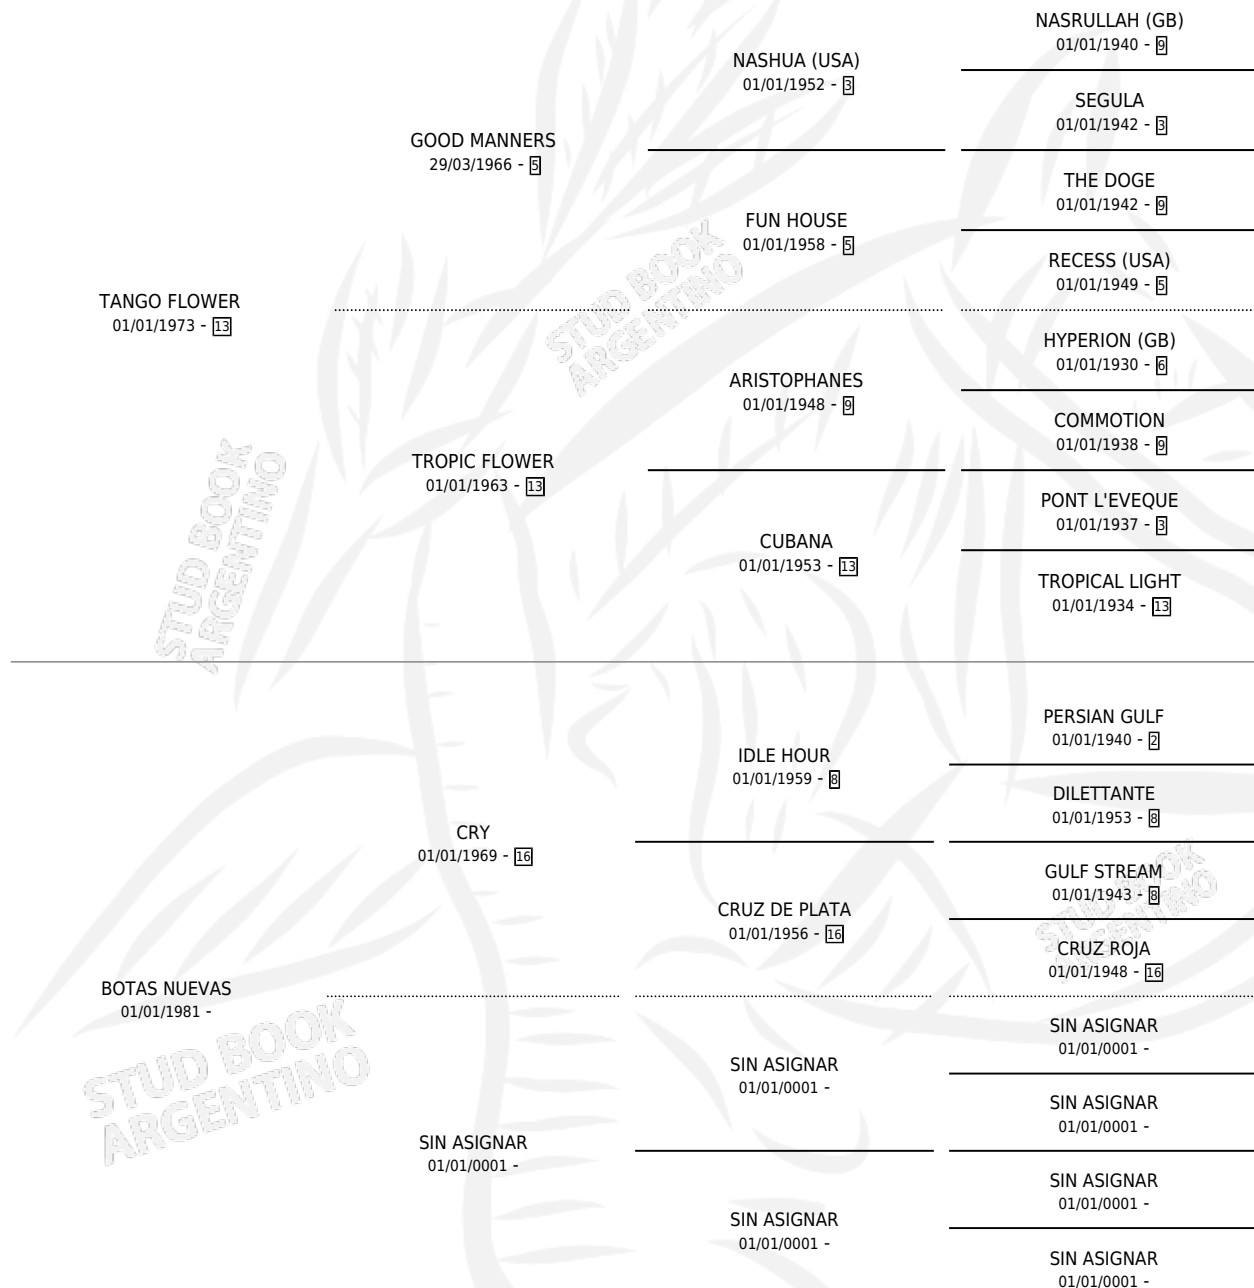 NASRULLAH (GB)
01/01/1940 - 9
NASHUA (USA)
01/01/1952 - 3
SEGULA
01/01/1942 - 3
GOOD MANNERS
29/03/1966 - 5
THE DOGE
01/01/1942 - 9
FUN HOUSE
01/01/1958 - 5
RECESS (USA)
01/01/1949 - 5
TANGO FLOWER
01/01/1973 - 13
HYPERION (GB)
01/01/1930 - 6
ARISTOPHANES
01/01/1948 - 9
COMMOTION
01/01/1938 - 9
TROPIC FLOWER
01/01/1963 - 13
PONT L'EVEQUE
01/01/1937 - 3
CUBANA
01/01/1953 - 13
TROPICAL LIGHT
01/01/1934 - 13
PERSIAN GULF
01/01/1940 - 2
IDLE HOUR
01/01/1959 - 8
DILETTANTE
01/01/1953 - 8
CRY
01/01/1969 - 16
GULF STREAM
01/01/1943 - 8
CRUZ DE PLATA
01/01/1956 - 16
CRUZ ROJA
01/01/1948 - 16
BOTAS NUEVAS
01/01/1981 -
SIN ASIGNAR
01/01/0001 -
SIN ASIGNAR
01/01/0001 -
SIN ASIGNAR
01/01/0001 -
SIN ASIGNAR
01/01/0001 -
SIN ASIGNAR
01/01/0001 -
SIN ASIGNAR
01/01/0001 -
SIN ASIGNAR
01/01/0001 -
STUD BOOK
ARGENTINO
STUD BOOK
ARGENTINO
STUD BOOK
ARGENTINO
STUD BOOK
ARGENTINO